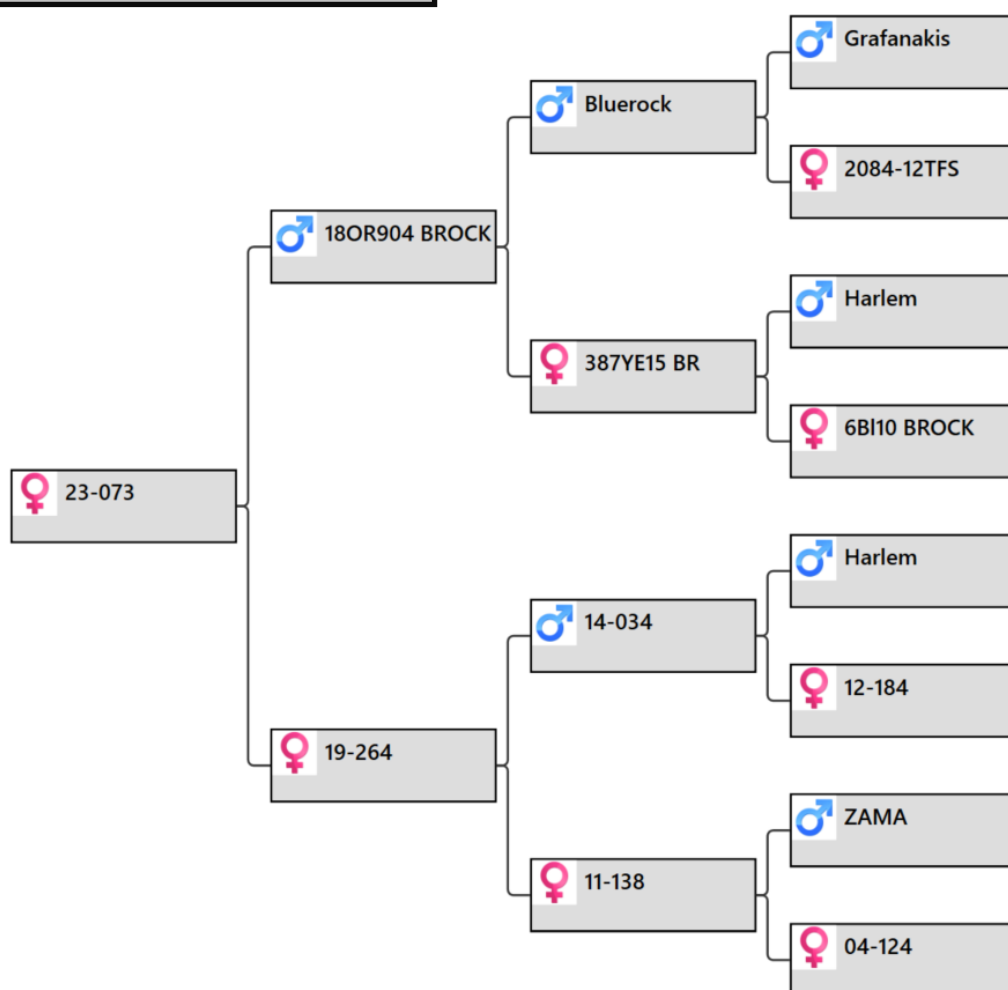 Grafanakis
Bluerock
2084-12TFS
18OR904 BROCK
Harlem
387YE15 BR
6Bl10 BROCK
23-073
Harlem
14-034
12-184
19-264
ZAMA
11-138
04-124